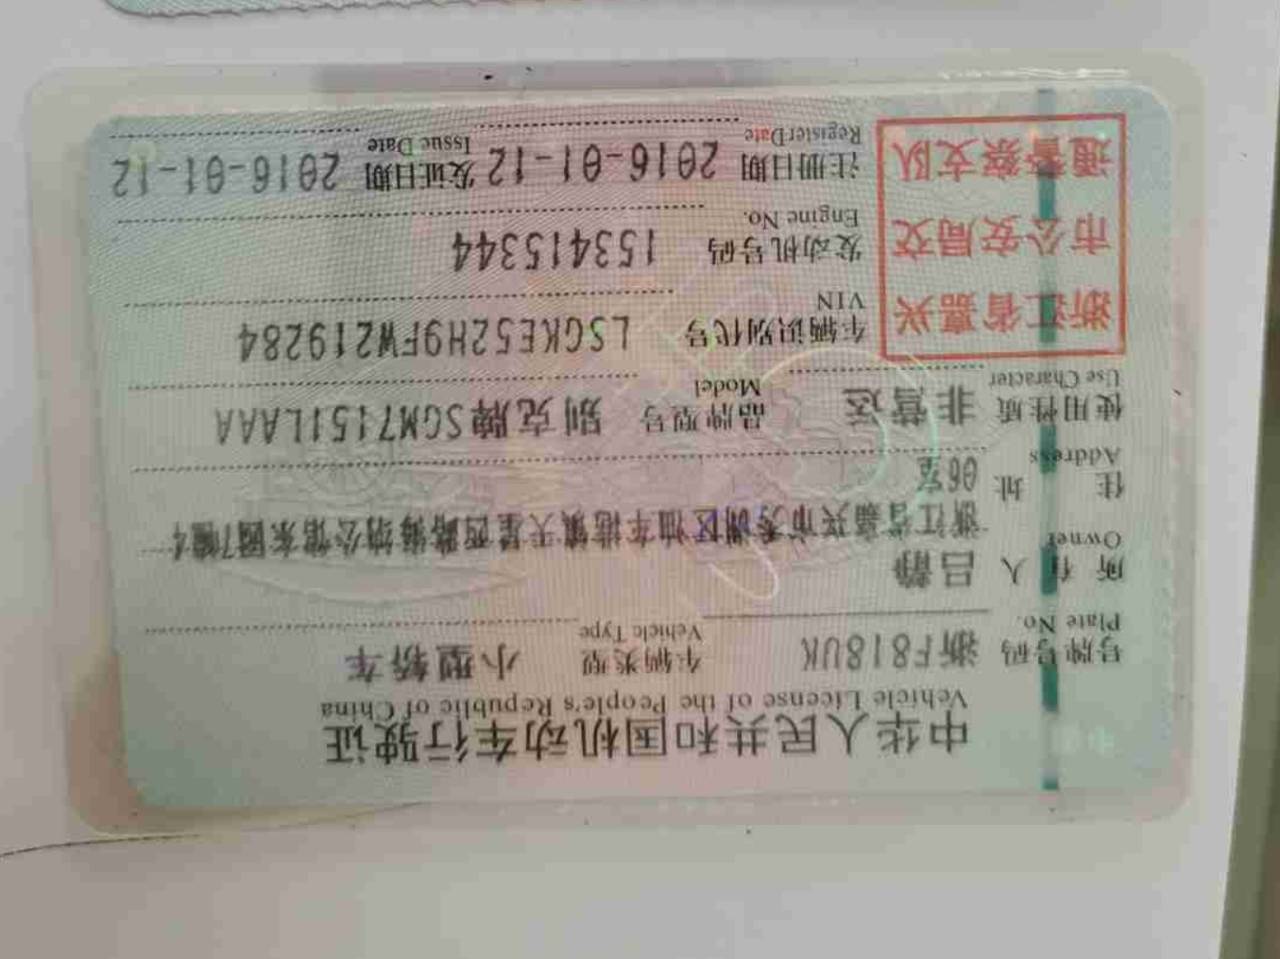 中华人民共和国机动车行驶证
Vehicle License of the People's Republic of China
号牌号码 浙F818UK 车辆类型 小型轿车
Plate No. Vehicle Type
所有人 吕静
Owner
住址 浙江省嘉兴市秀洲区油车港镇天星西路海纳公馆东園7幢4
06室
Address
使用性质 非营运 品牌型号 别克牌SGM7151LAAA
Use Character Model
浙江省嘉兴
市公安局交
通警察支队
车辆识别代号 LSGKE52H9FW219284
VIN
发动机号码 153415344
Engine No.
注册日期 2016-01-12 发证日期 2016-01-12
RegisterDate Issue Date